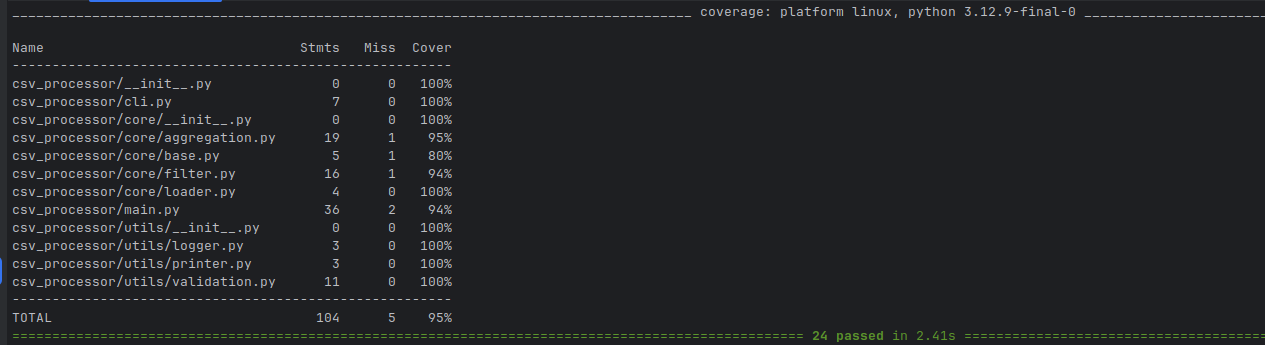 _____________________________________________________________________________________ coverage: platform linux, python 3.12.9-final-0 _______________________
Name                                Stmts   Miss  Cover
-------------------------------------------------------
csv_processor/__init__.py               0      0   100%
csv_processor/cli.py                    7      0   100%
csv_processor/core/__init__.py          0      0   100%
csv_processor/core/aggregation.py      19      1    95%
csv_processor/core/base.py              5      1    80%
csv_processor/core/filter.py           16      1    94%
csv_processor/core/loader.py            4      0   100%
csv_processor/main.py                  36      2    94%
csv_processor/utils/__init__.py         0      0   100%
csv_processor/utils/logger.py           3      0   100%
csv_processor/utils/printer.py          3      0   100%
csv_processor/utils/validation.py      11      0   100%
-------------------------------------------------------
TOTAL                                 104      5    95%
=================================================================================================== 24 passed in 2.41s ======================================